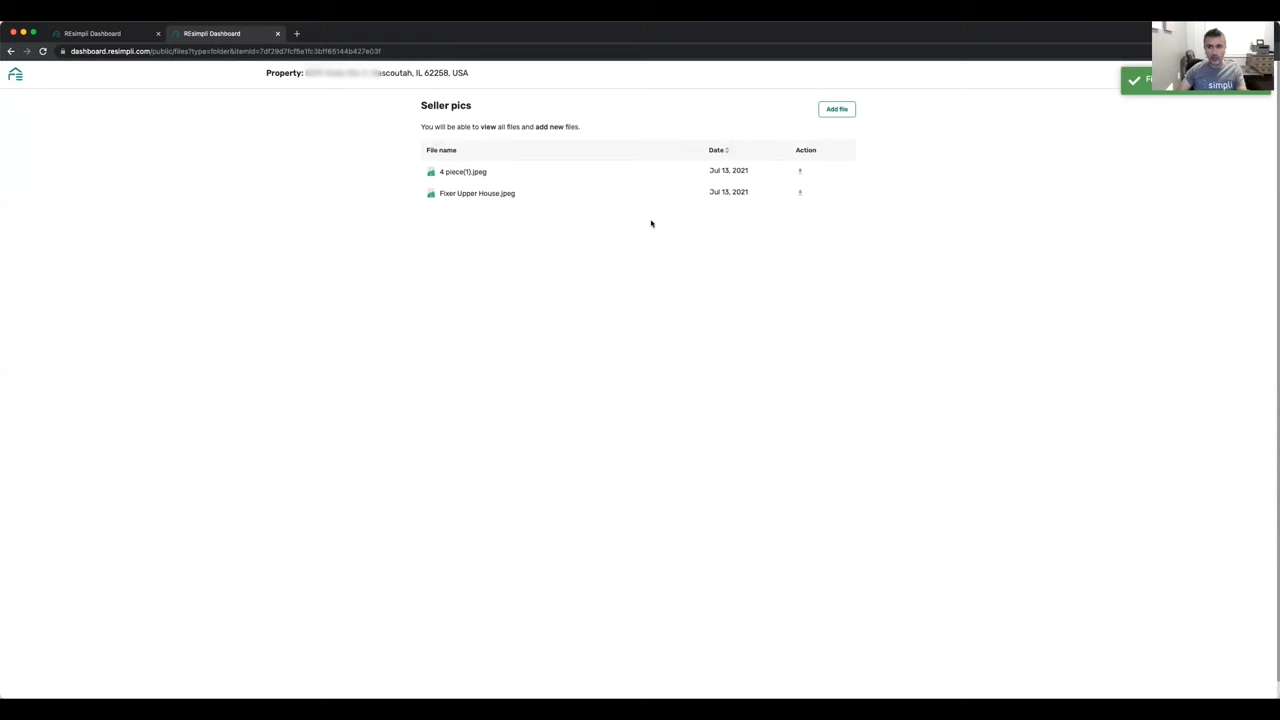 REsimpli Dashboard
REsimpli Dashboard
dashboard.resimpli.com/public/files?type=folder&itemId=7df29d7fcf5e1fc3bff65144b427e03f
Property: ascoutah, IL 62258, USA
simpli
Seller pics
Add file
You will be able to view all files and add new files.
File name Date Action
4 piece(1).jpeg Jul 13, 2021
Fixer Upper House.jpeg Jul 13, 2021